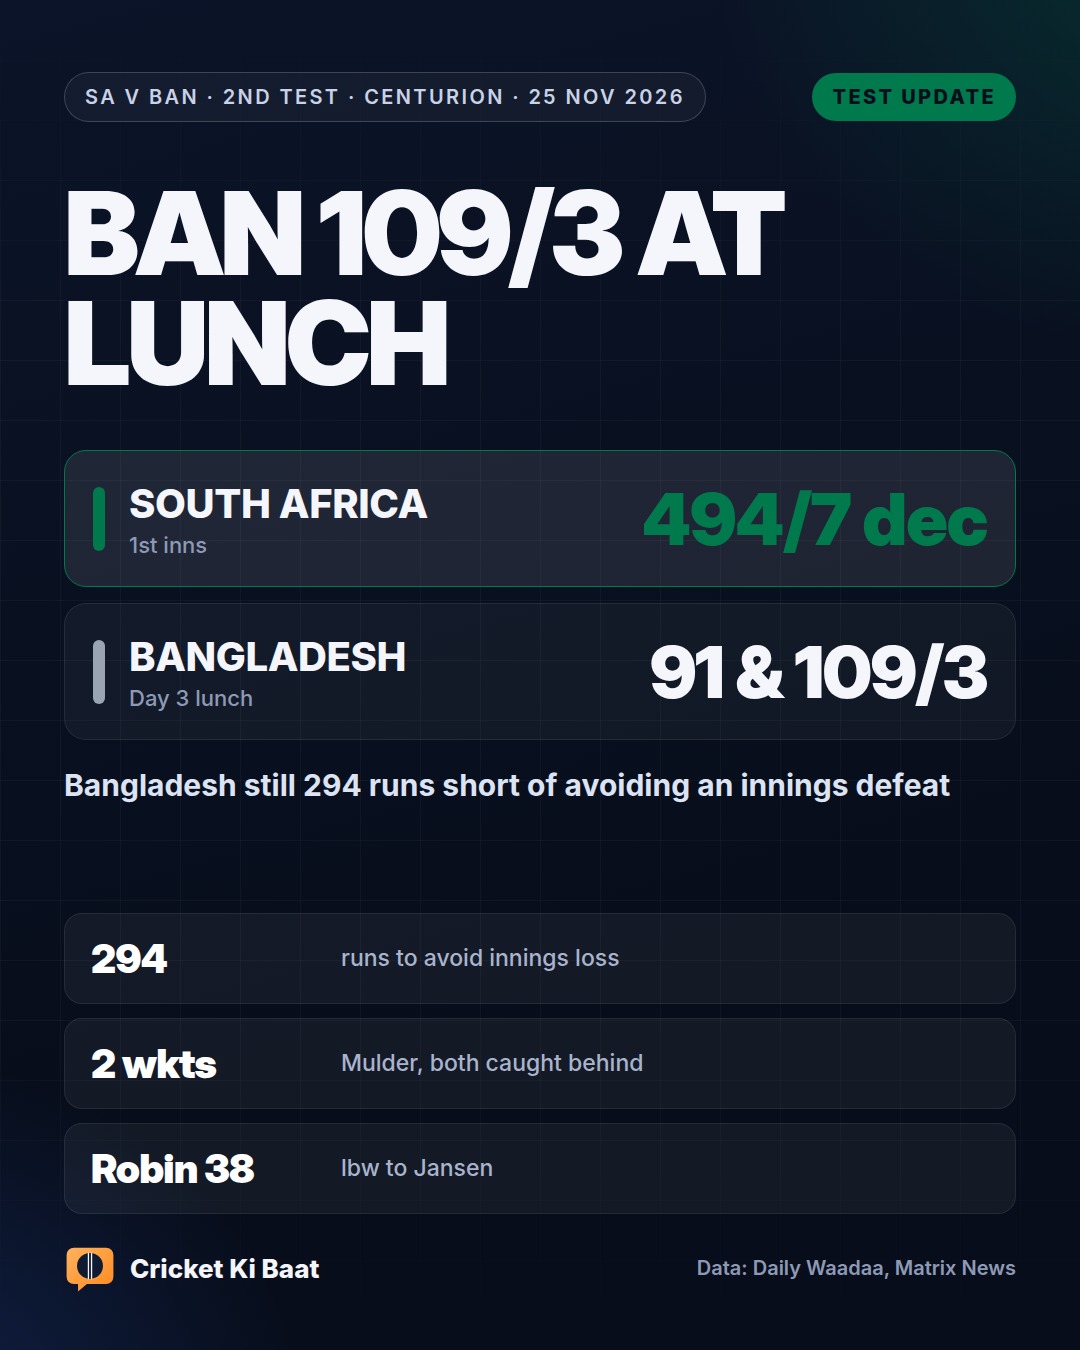 SA V BAN · 2ND TEST · CENTURION · 25 NOV 2026
TEST UPDATE
BAN 109/3 AT
LUNCH
SOUTH AFRICA
1st inns
494/7 dec
BANGLADESH
Day 3 lunch
91 & 109/3
Bangladesh still 294 runs short of avoiding an innings defeat
294
runs to avoid innings loss
2 wkts
Mulder, both caught behind
Robin 38
lbw to Jansen
Cricket Ki Baat
Data: Daily Waadaa, Matrix News